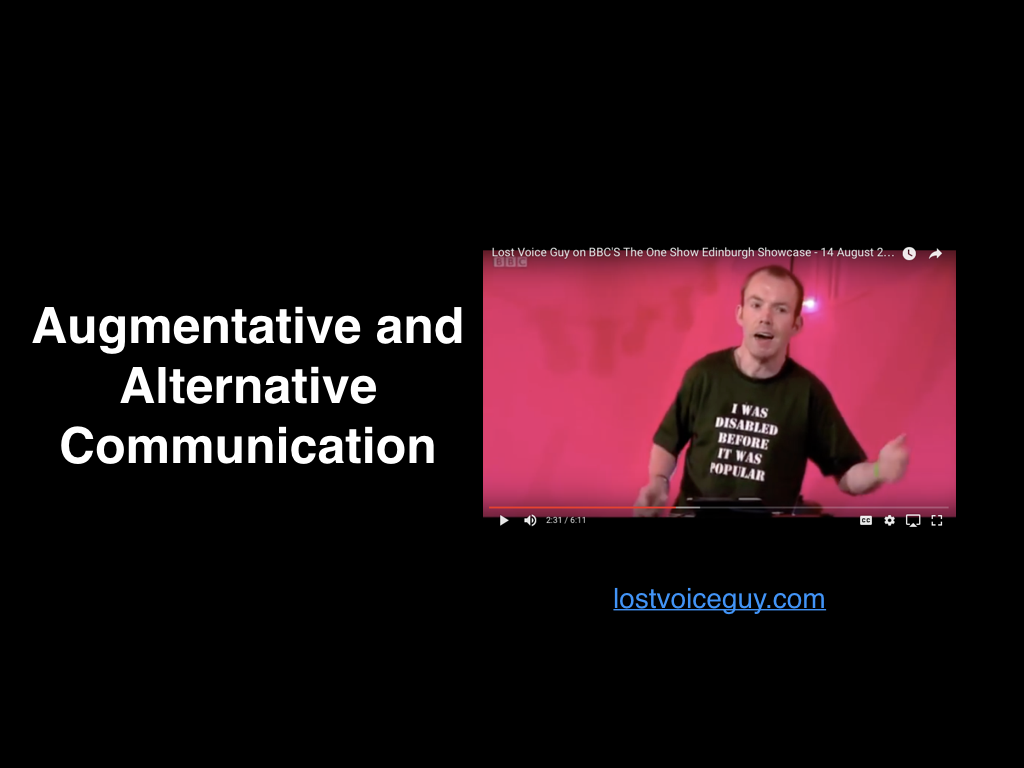 Augmentative and
Alternative
Communication
Lost Voice Guy on BBC'S The One Show Edinburgh Showcase - 14 August 2...
BBC
I WAS
DISABLED
BEFORE
IT WAS
POPULAR
2:31 / 6:11
CC
lostvoiceguy.com